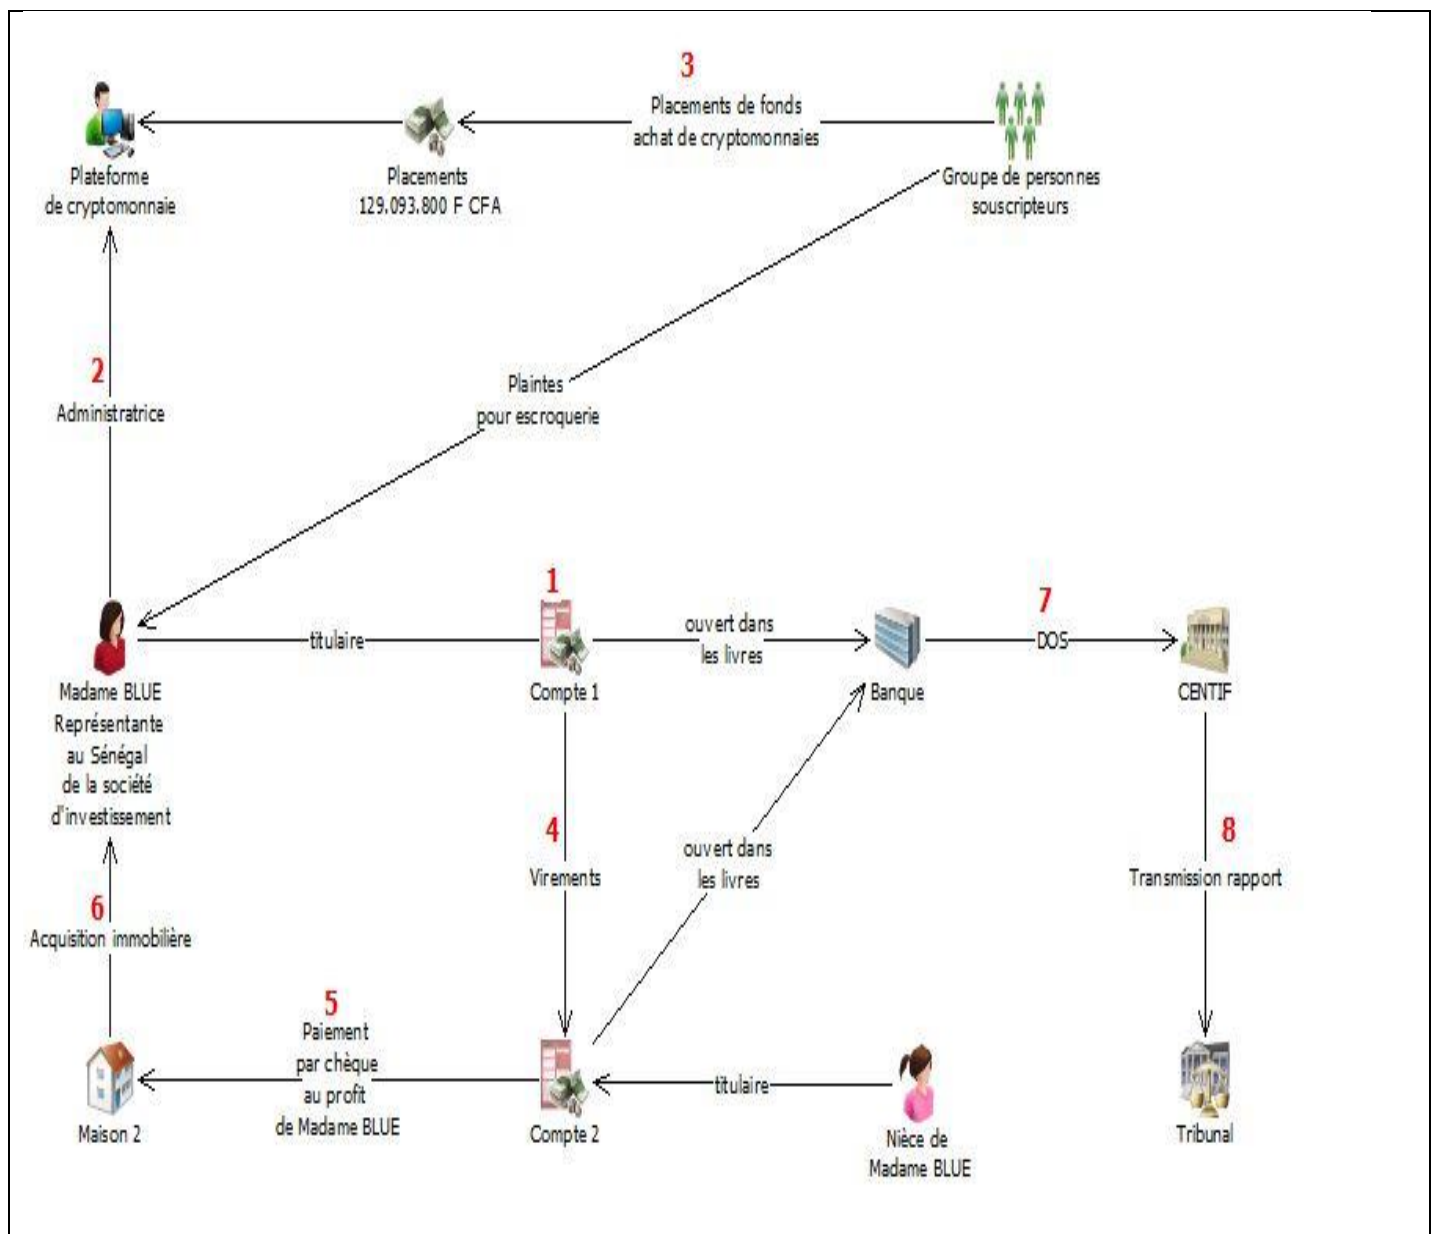 3
Placements de fonds
achat de cryptomonnaies
Plateforme
de cryptomonnaie
Placements
129.093.800 F CFA
Groupe de personnes
souscripteurs
2
Administratrice
Plaintes
pour escroquerie
1
titulaire
ouvert dans
les livres
7
DOS
Madame BLUE
Représentante
au Sénégal
de la société
d'investissement
Compte 1
Banque
CENTIF
4
Virements
ouvert dans
les livres
8
Transmission rapport
6
Acquisition immobilière
5
Paiement
par chèque
au profit
de Madame BLUE
titulaire
Maison 2
Compte 2
Nièce de
Madame BLUE
Tribunal